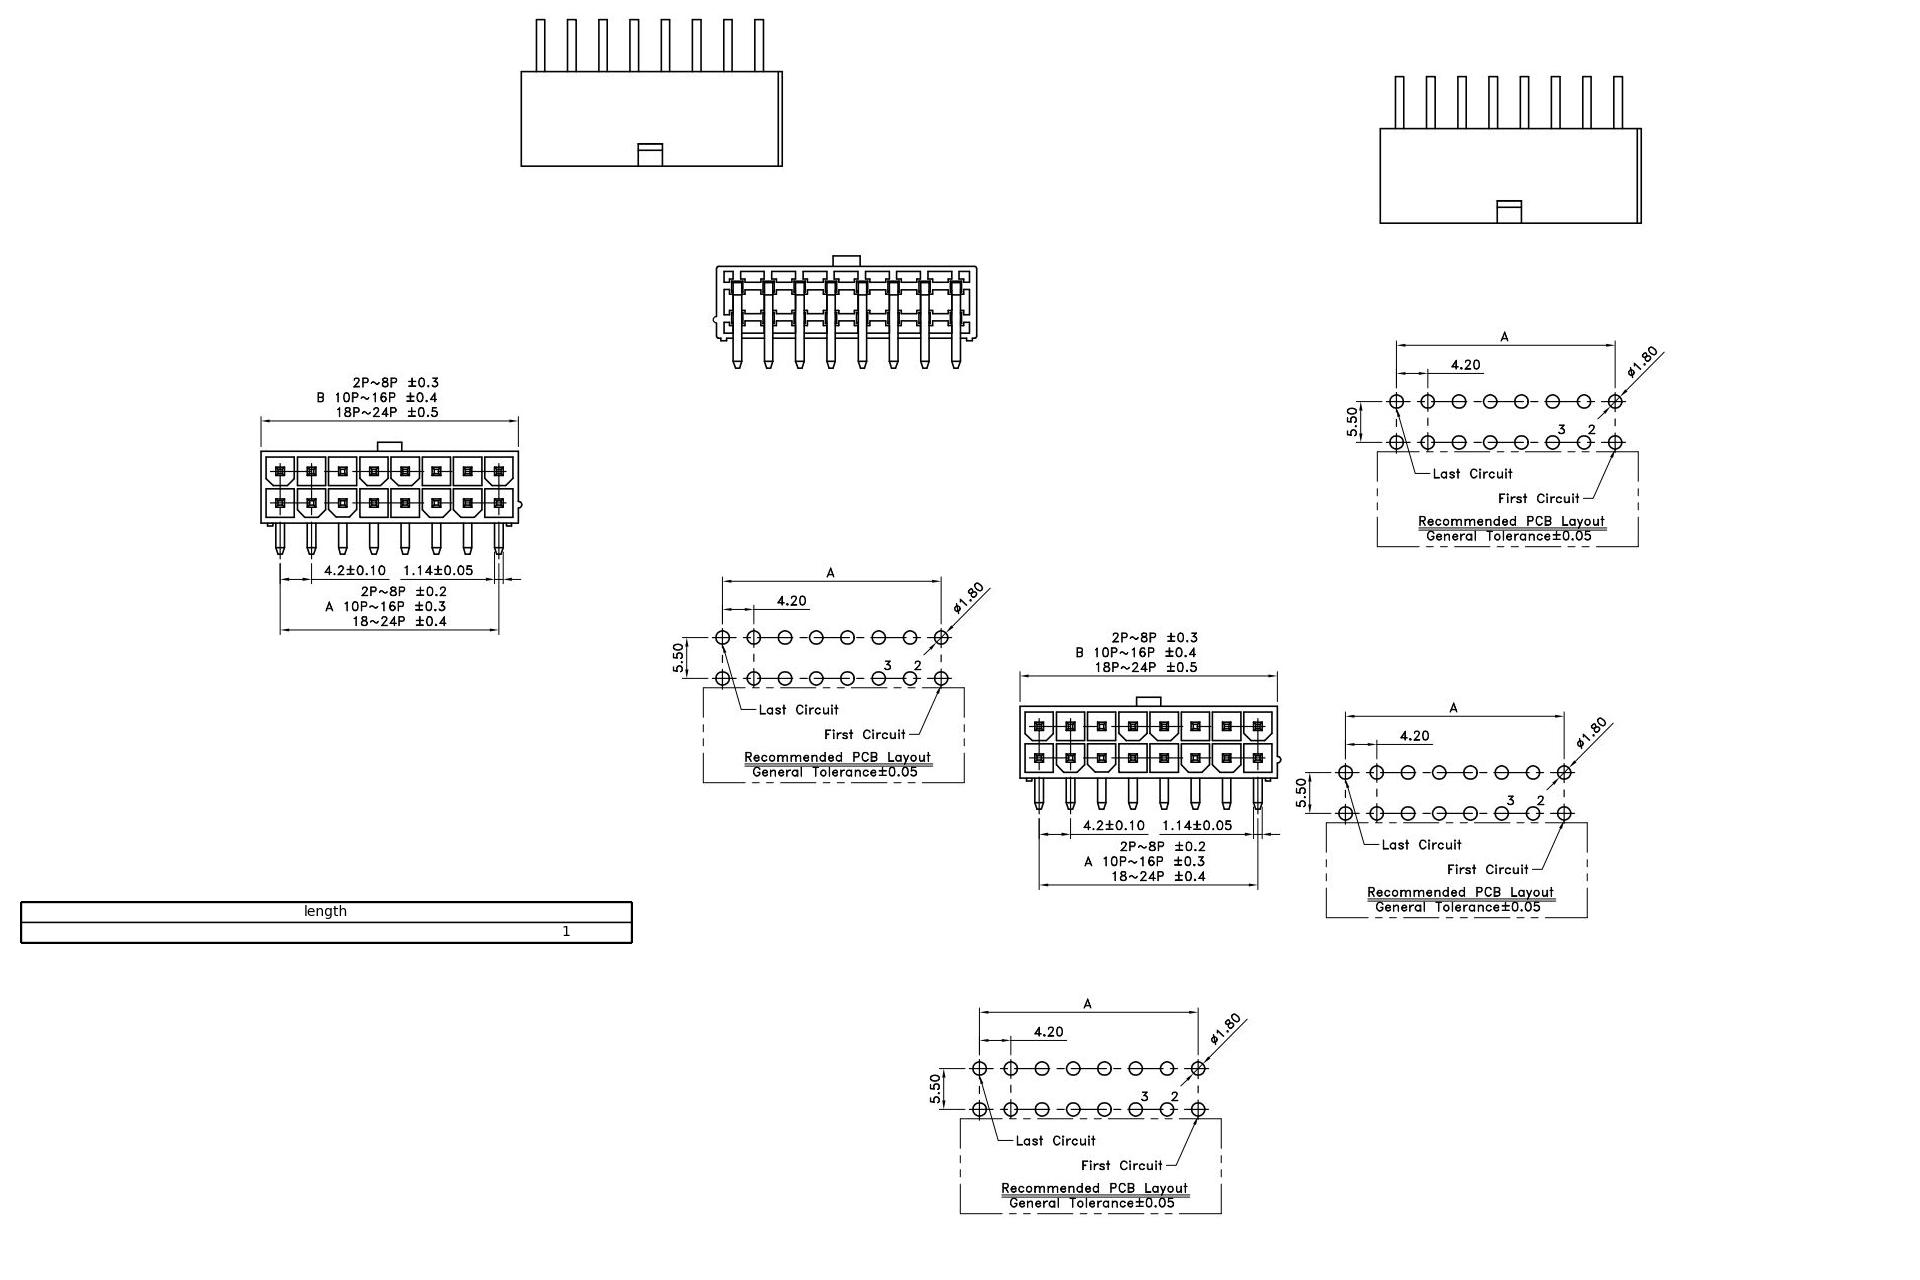 A
4.20
ø1.80
5.50
3 2
Last Circuit
First Circuit
Recommended PCB Layout
General Tolerance±0.05
2P~8P ±0.3
B 10P~16P ±0.4
18P~24P ±0.5
4.2±0.10 1.14±0.05
2P~8P ±0.2
A 10P~16P ±0.3
18~24P ±0.4
A
4.20
ø1.80
5.50
3 2
Last Circuit
First Circuit
Recommended PCB Layout
General Tolerance±0.05
2P~8P ±0.3
B 10P~16P ±0.4
18P~24P ±0.5
4.2±0.10 1.14±0.05
2P~8P ±0.2
A 10P~16P ±0.3
18~24P ±0.4
A
4.20
ø1.80
5.50
3 2
Last Circuit
First Circuit
Recommended PCB Layout
General Tolerance±0.05
length
1
A
4.20
ø1.80
5.50
3 2
Last Circuit
First Circuit
Recommended PCB Layout
General Tolerance±0.05